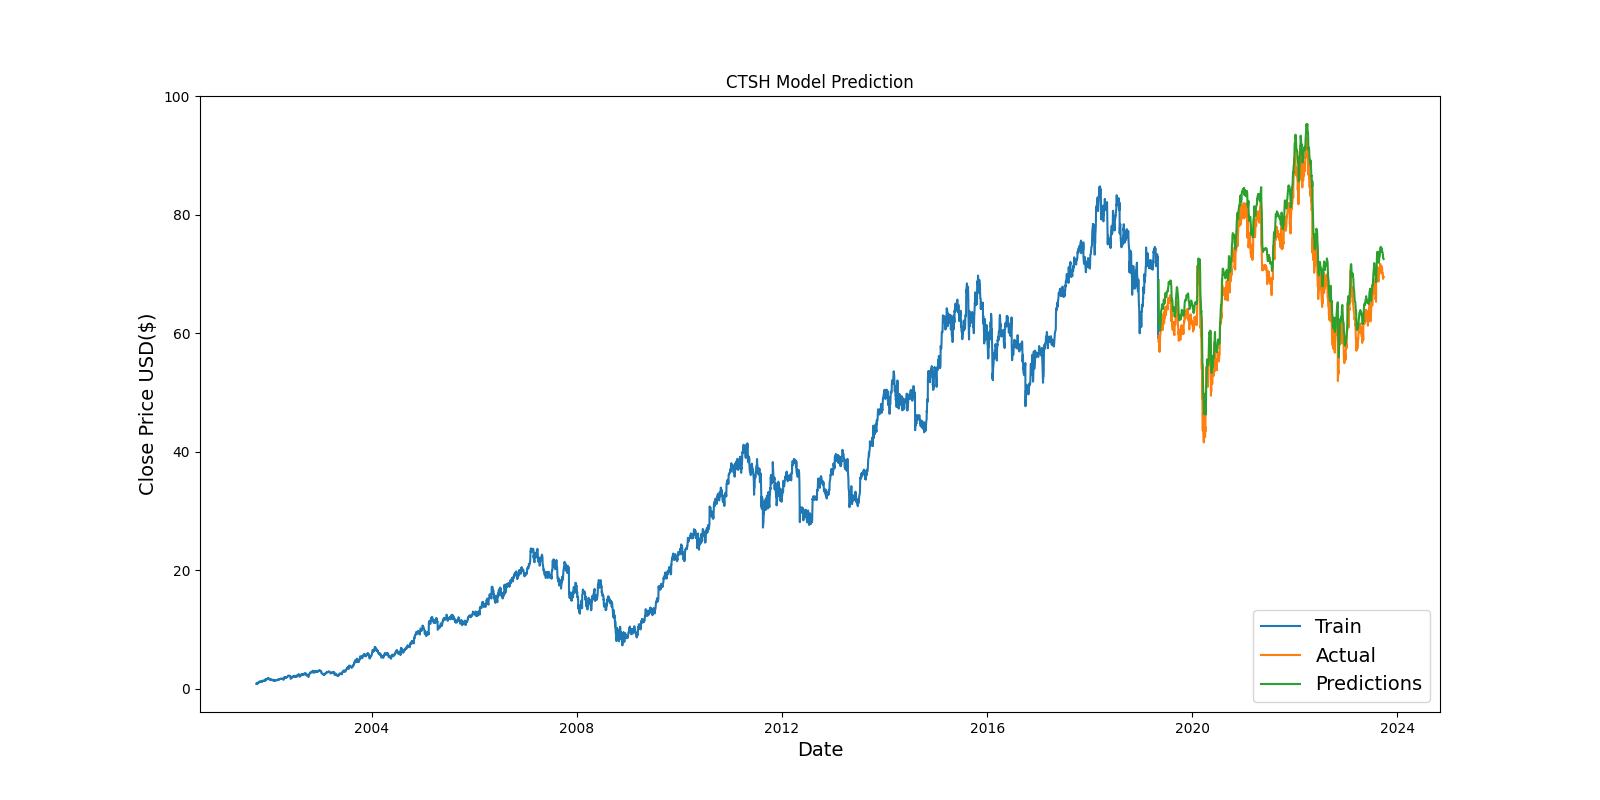 CTSH Model Prediction
100
80
60
40
20
0
Close Price USD($)
2004 2008 2012 2016 2020 2024
Date
Train
Actual
Predictions